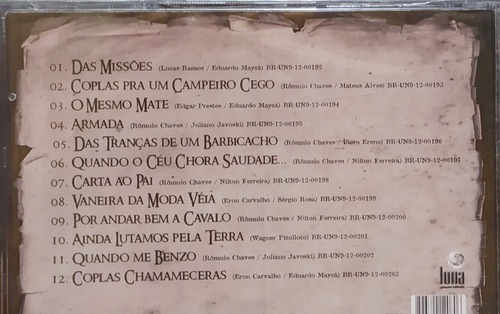 01. DAS MISSÕES (Lucas Ramos / Eduardo Maycá) BR-UN9-12-00192
02. COPLAS PRA UM CAMPEIRO CEGO (Rômulo Chaves / Mateus Alves) BR-UN9-12-00193
03. O MESMO MATE (Edgar Prestes / Eduardo Maycá) BR-UN9-12-00194
04. ARMADA (Rômulo Chaves / Juliano Javoski) BR-UN9-12-00195
05. DAS TRANÇAS DE UM BARBICACHO (Rômulo Chaves / Piero Ereno) BR-UN9-12-00196
06. QUANDO O CÉU CHORA SAUDADE... (Rômulo Chaves / Nilton Ferreira) BR-UN9-12-00197
07. CARTA AO PAI (Rômulo Chaves / Nilton Ferreira) BR-UN9-12-00198
08. VANEIRA DA MODA VÉIA (Eron Carvalho / Sérgio Rosa) BR-UN9-12-00199
09. POR ANDAR BEM A CAVALO (Rômulo Chaves / Nilton Ferreira) BR-UN9-12-00200
10. AINDA LUTAMOS PELA TERRA (Wagner Pizolloto) BR-UN9-12-00201
11. QUANDO ME BENZO (Rômulo Chaves / Juliano Javoski) BR-UN9-12-00202
12. COPLAS CHAMAMECERAS (Eron Carvalho / Eduardo Maycá) BR-UN9-12-00203
luna